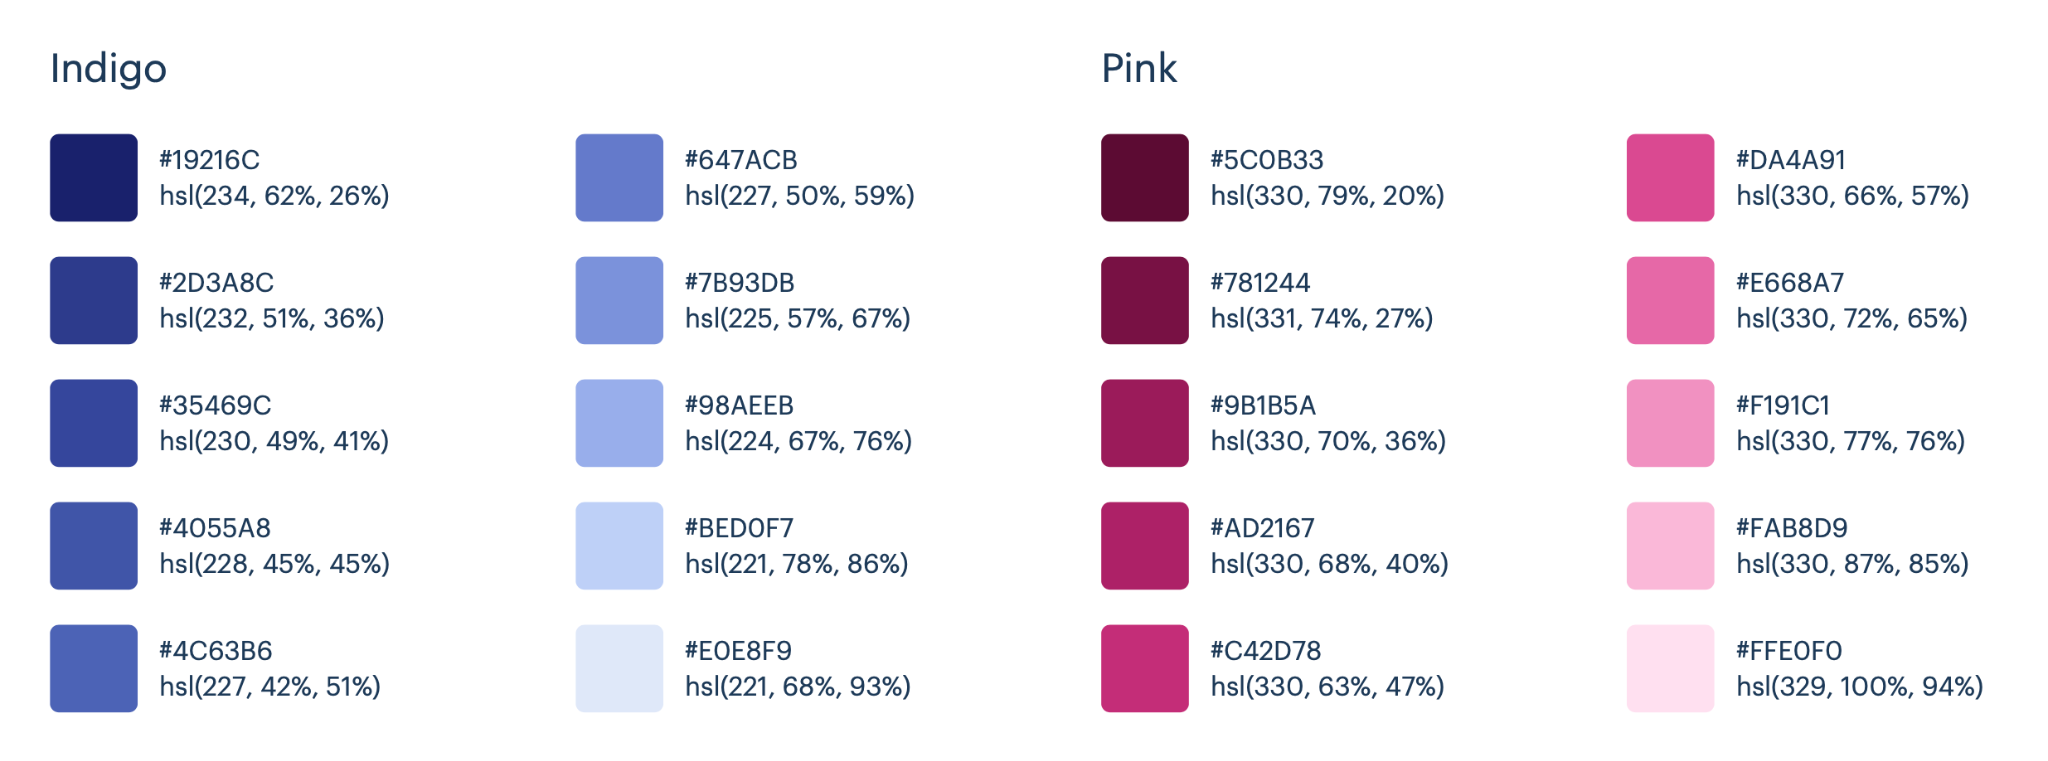 Indigo
#19216C
hsl(234, 62%, 26%)
#2D3A8C
hsl(232, 51%, 36%)
#35469C
hsl(230, 49%, 41%)
#4055A8
hsl(228, 45%, 45%)
#4C63B6
hsl(227, 42%, 51%)
#647ACB
hsl(227, 50%, 59%)
#7B93DB
hsl(225, 57%, 67%)
#98AEEB
hsl(224, 67%, 76%)
#BED0F7
hsl(221, 78%, 86%)
#E0E8F9
hsl(221, 68%, 93%)
Pink
#5C0B33
hsl(330, 79%, 20%)
#781244
hsl(331, 74%, 27%)
#9B1B5A
hsl(330, 70%, 36%)
#AD2167
hsl(330, 68%, 40%)
#C42D78
hsl(330, 63%, 47%)
#DA4A91
hsl(330, 66%, 57%)
#E668A7
hsl(330, 72%, 65%)
#F191C1
hsl(330, 77%, 76%)
#FAB8D9
hsl(330, 87%, 85%)
#FFE0F0
hsl(329, 100%, 94%)